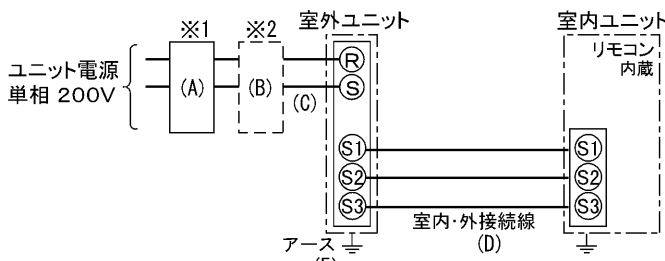 ※1
※2
室外ユニット
室内ユニット
ユニット電源
単相 200V
(A)
(B)
(C)
R
S
リモコン
内蔵
S1
S2
S3
S1
S2
S3
室内･外接続線
(D)
アース